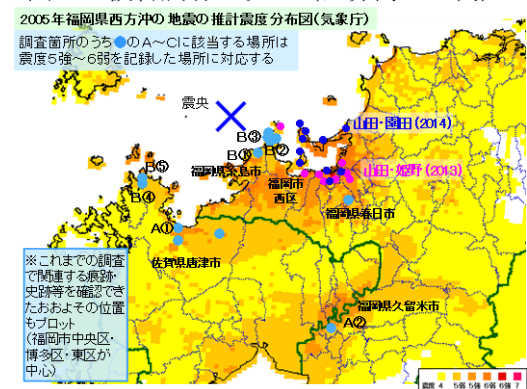 2005年福岡県西方沖の地震の推計震度分布図(気象庁)
調査箇所のうち●のA～Cに該当する場所は
震度5強～6弱を記録した場所に対応する
震央
B③
B②
B①
山田・園田(2014)
福岡県糸島市
福岡市
西区
山田・姫野(2013)
B⑤
B④
福岡県春日市
A①
佐賀県唐津市
※これまでの調査
で関連する痕跡・
史跡等を確認でき
たおおよその位置
もプロット
(福岡市中央区・
博多区・東区が
中心)
福岡県久留米市
A②
震度 4 5弱 5強 6弱 6強 7